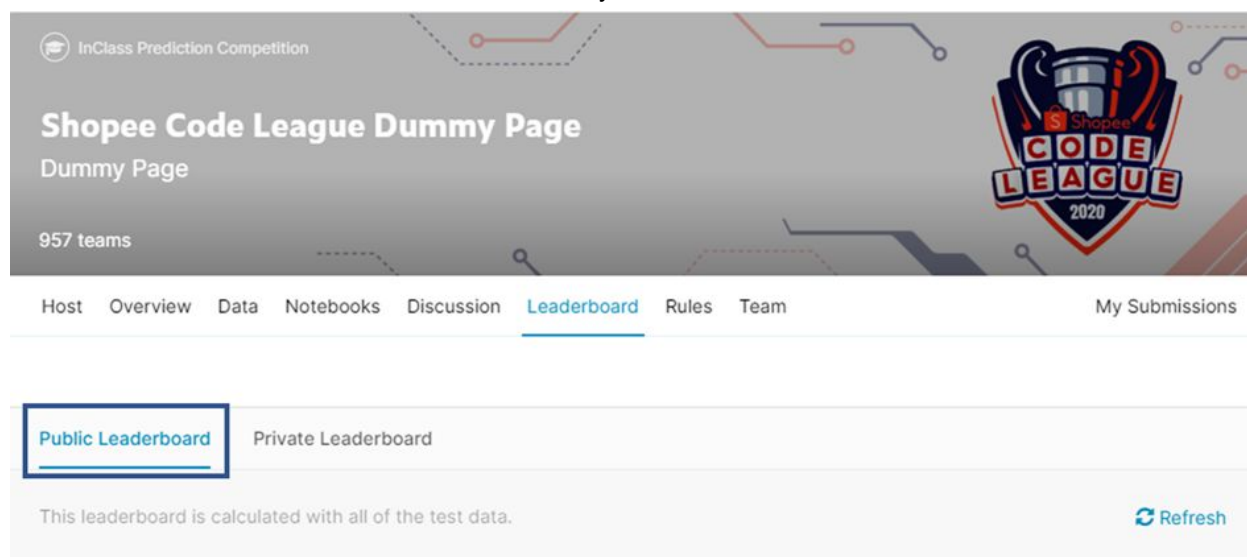 InClass Prediction Competition
Shopee Code League Dummy Page
Dummy Page
957 teams
S Shopee
CODE
LEAGUE
2020
Host Overview Data Notebooks Discussion Leaderboard Rules Team My Submissions
Public Leaderboard Private Leaderboard
This leaderboard is calculated with all of the test data. Refresh